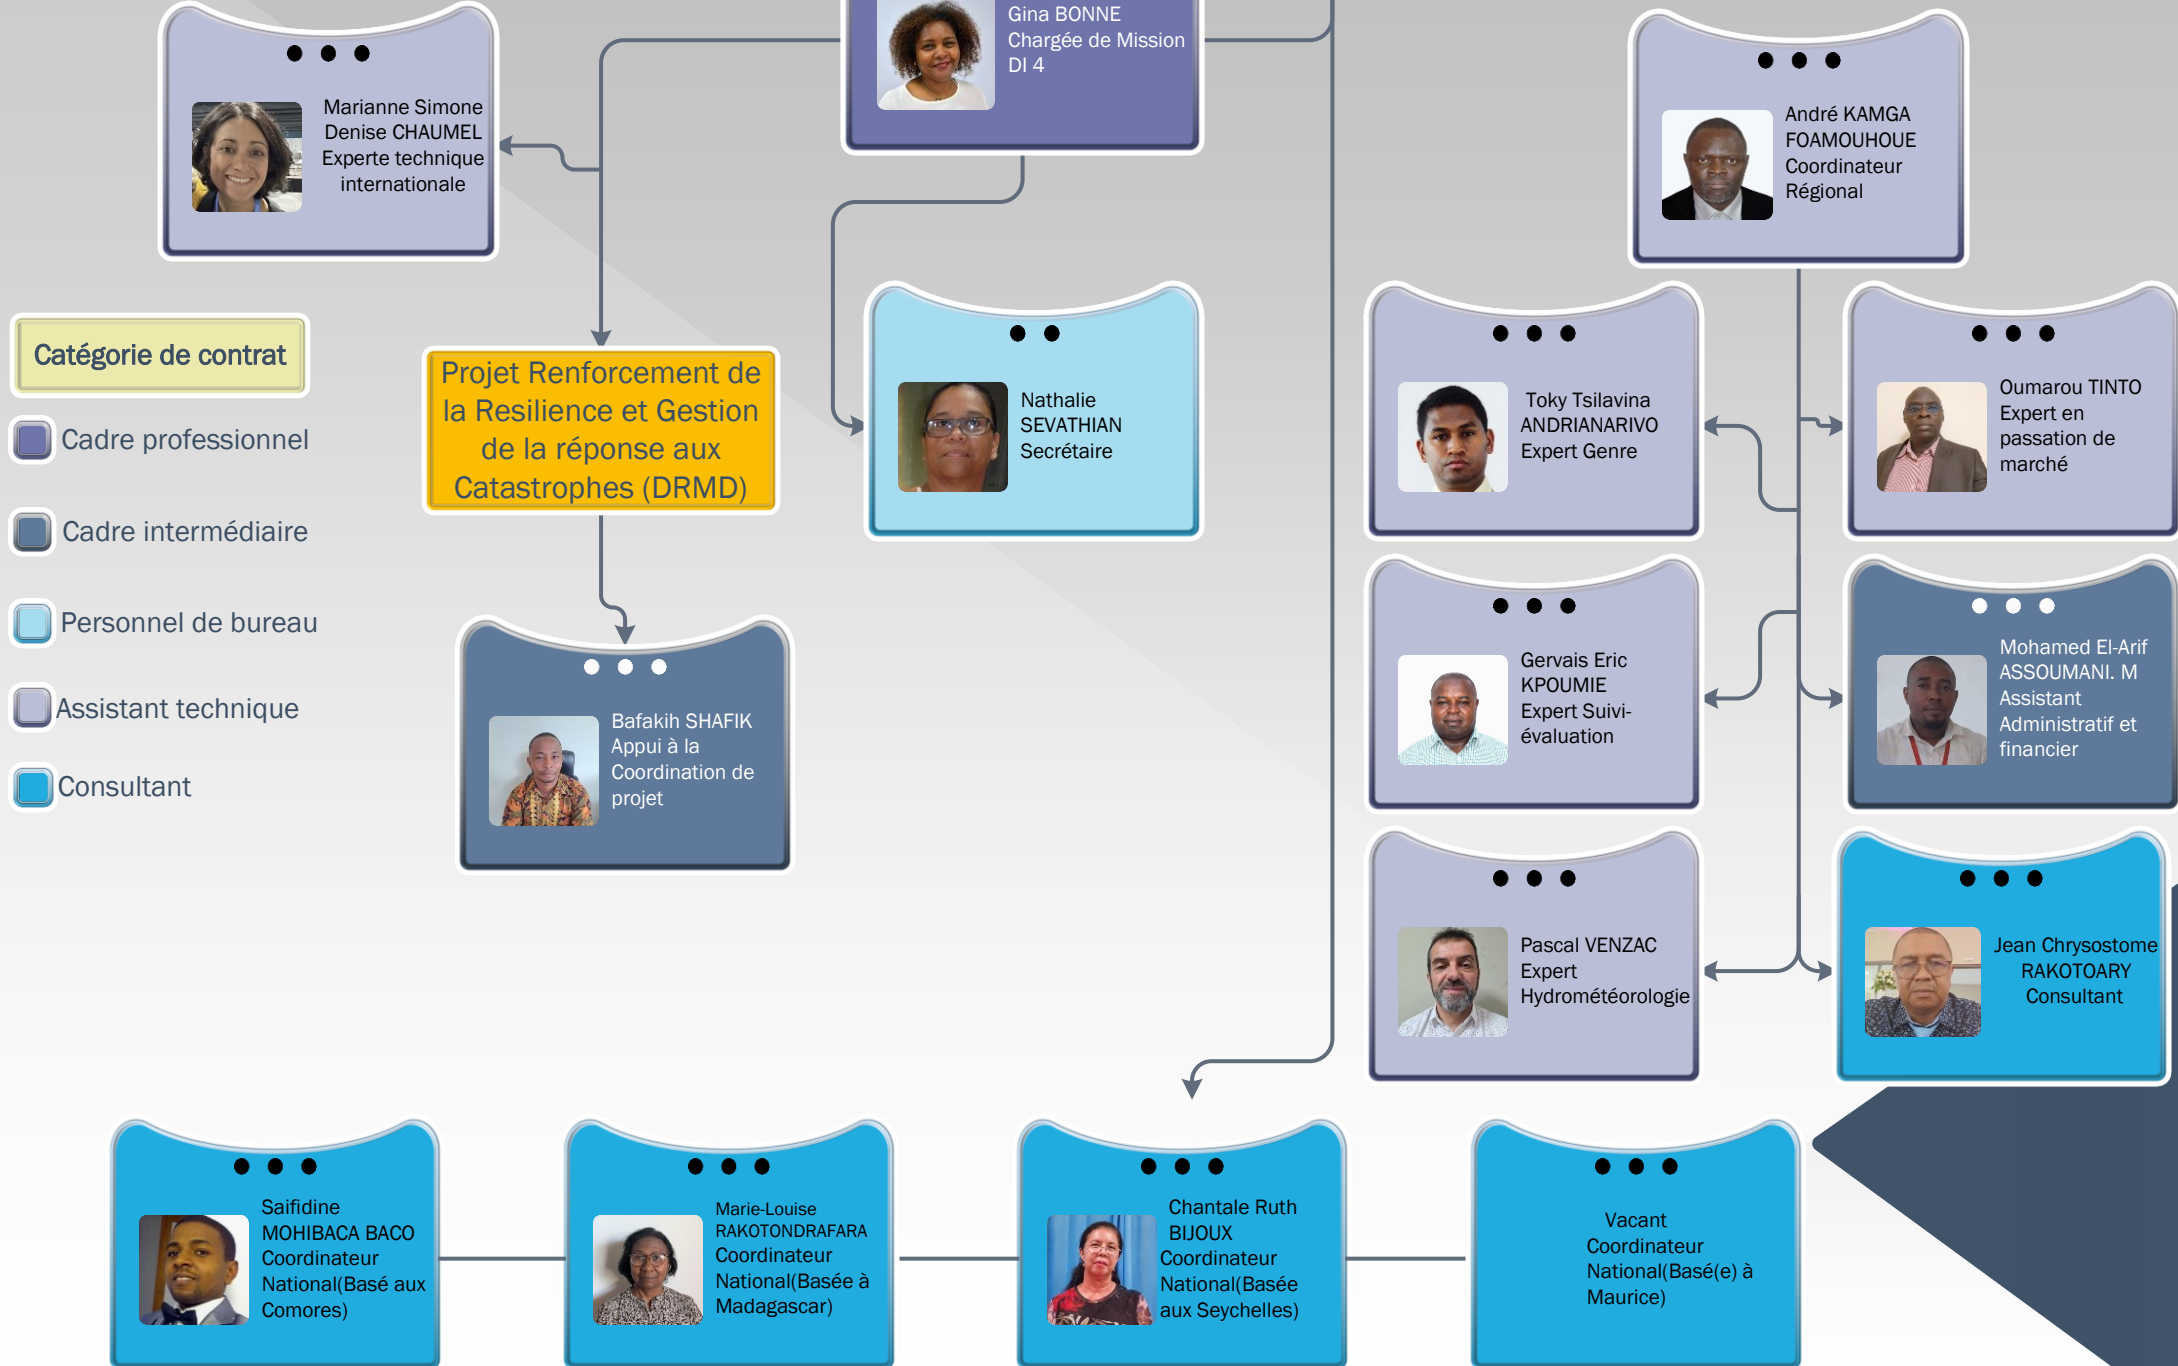 Gina BONNE
Chargée de Mission
DI 4
Marianne Simone
Denise CHAUMEL
Experte technique
internationale
André KAMGA
FOAMOUHOUE
Coordinateur
Régional
Catégorie de contrat
Cadre professionnel
Cadre intermédiaire
Personnel de bureau
Assistant technique
Consultant
Projet Renforcement de
la Resilience et Gestion
de la réponse aux
Catastrophes (DRMD)
Nathalie
SEVATHIAN
Secrétaire
Toky Tsilavina
ANDRIANARIVO
Expert Genre
Oumarou TINTO
Expert en
passation de
marché
Bafakih SHAFIK
Appui à la
Coordination de
projet
Gervais Eric
KPOUMIE
Expert Suivi-
évaluation
Mohamed El-Arif
ASSOUMANI. M
Assistant
Administratif et
financier
Pascal VENZAC
Expert
Hydrométéorologie
Jean Chrysostome
RAKOTOARY
Consultant
Saifidine
MOHIBACA BACO
Coordinateur
National(Basé aux
Comores)
Marie-Louise
RAKOTONDRAFARA
Coordinateur
National(Basée à
Madagascar)
Chantale Ruth
BIJOUX
Coordinateur
National(Basée
aux Seychelles)
Vacant
Coordinateur
National(Basé(e) à
Maurice)